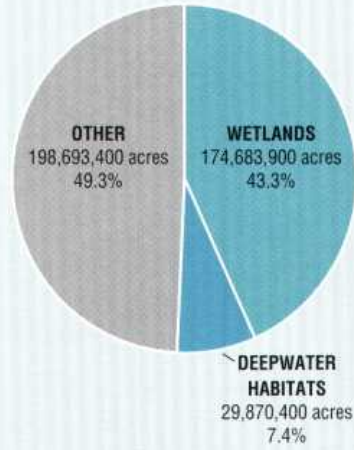 OTHER
198,693,400 acres
49.3%
WETLANDS
174,683,900 acres
43.3%
DEEPWATER
HABITATS
29,870,400 acres
7.4%